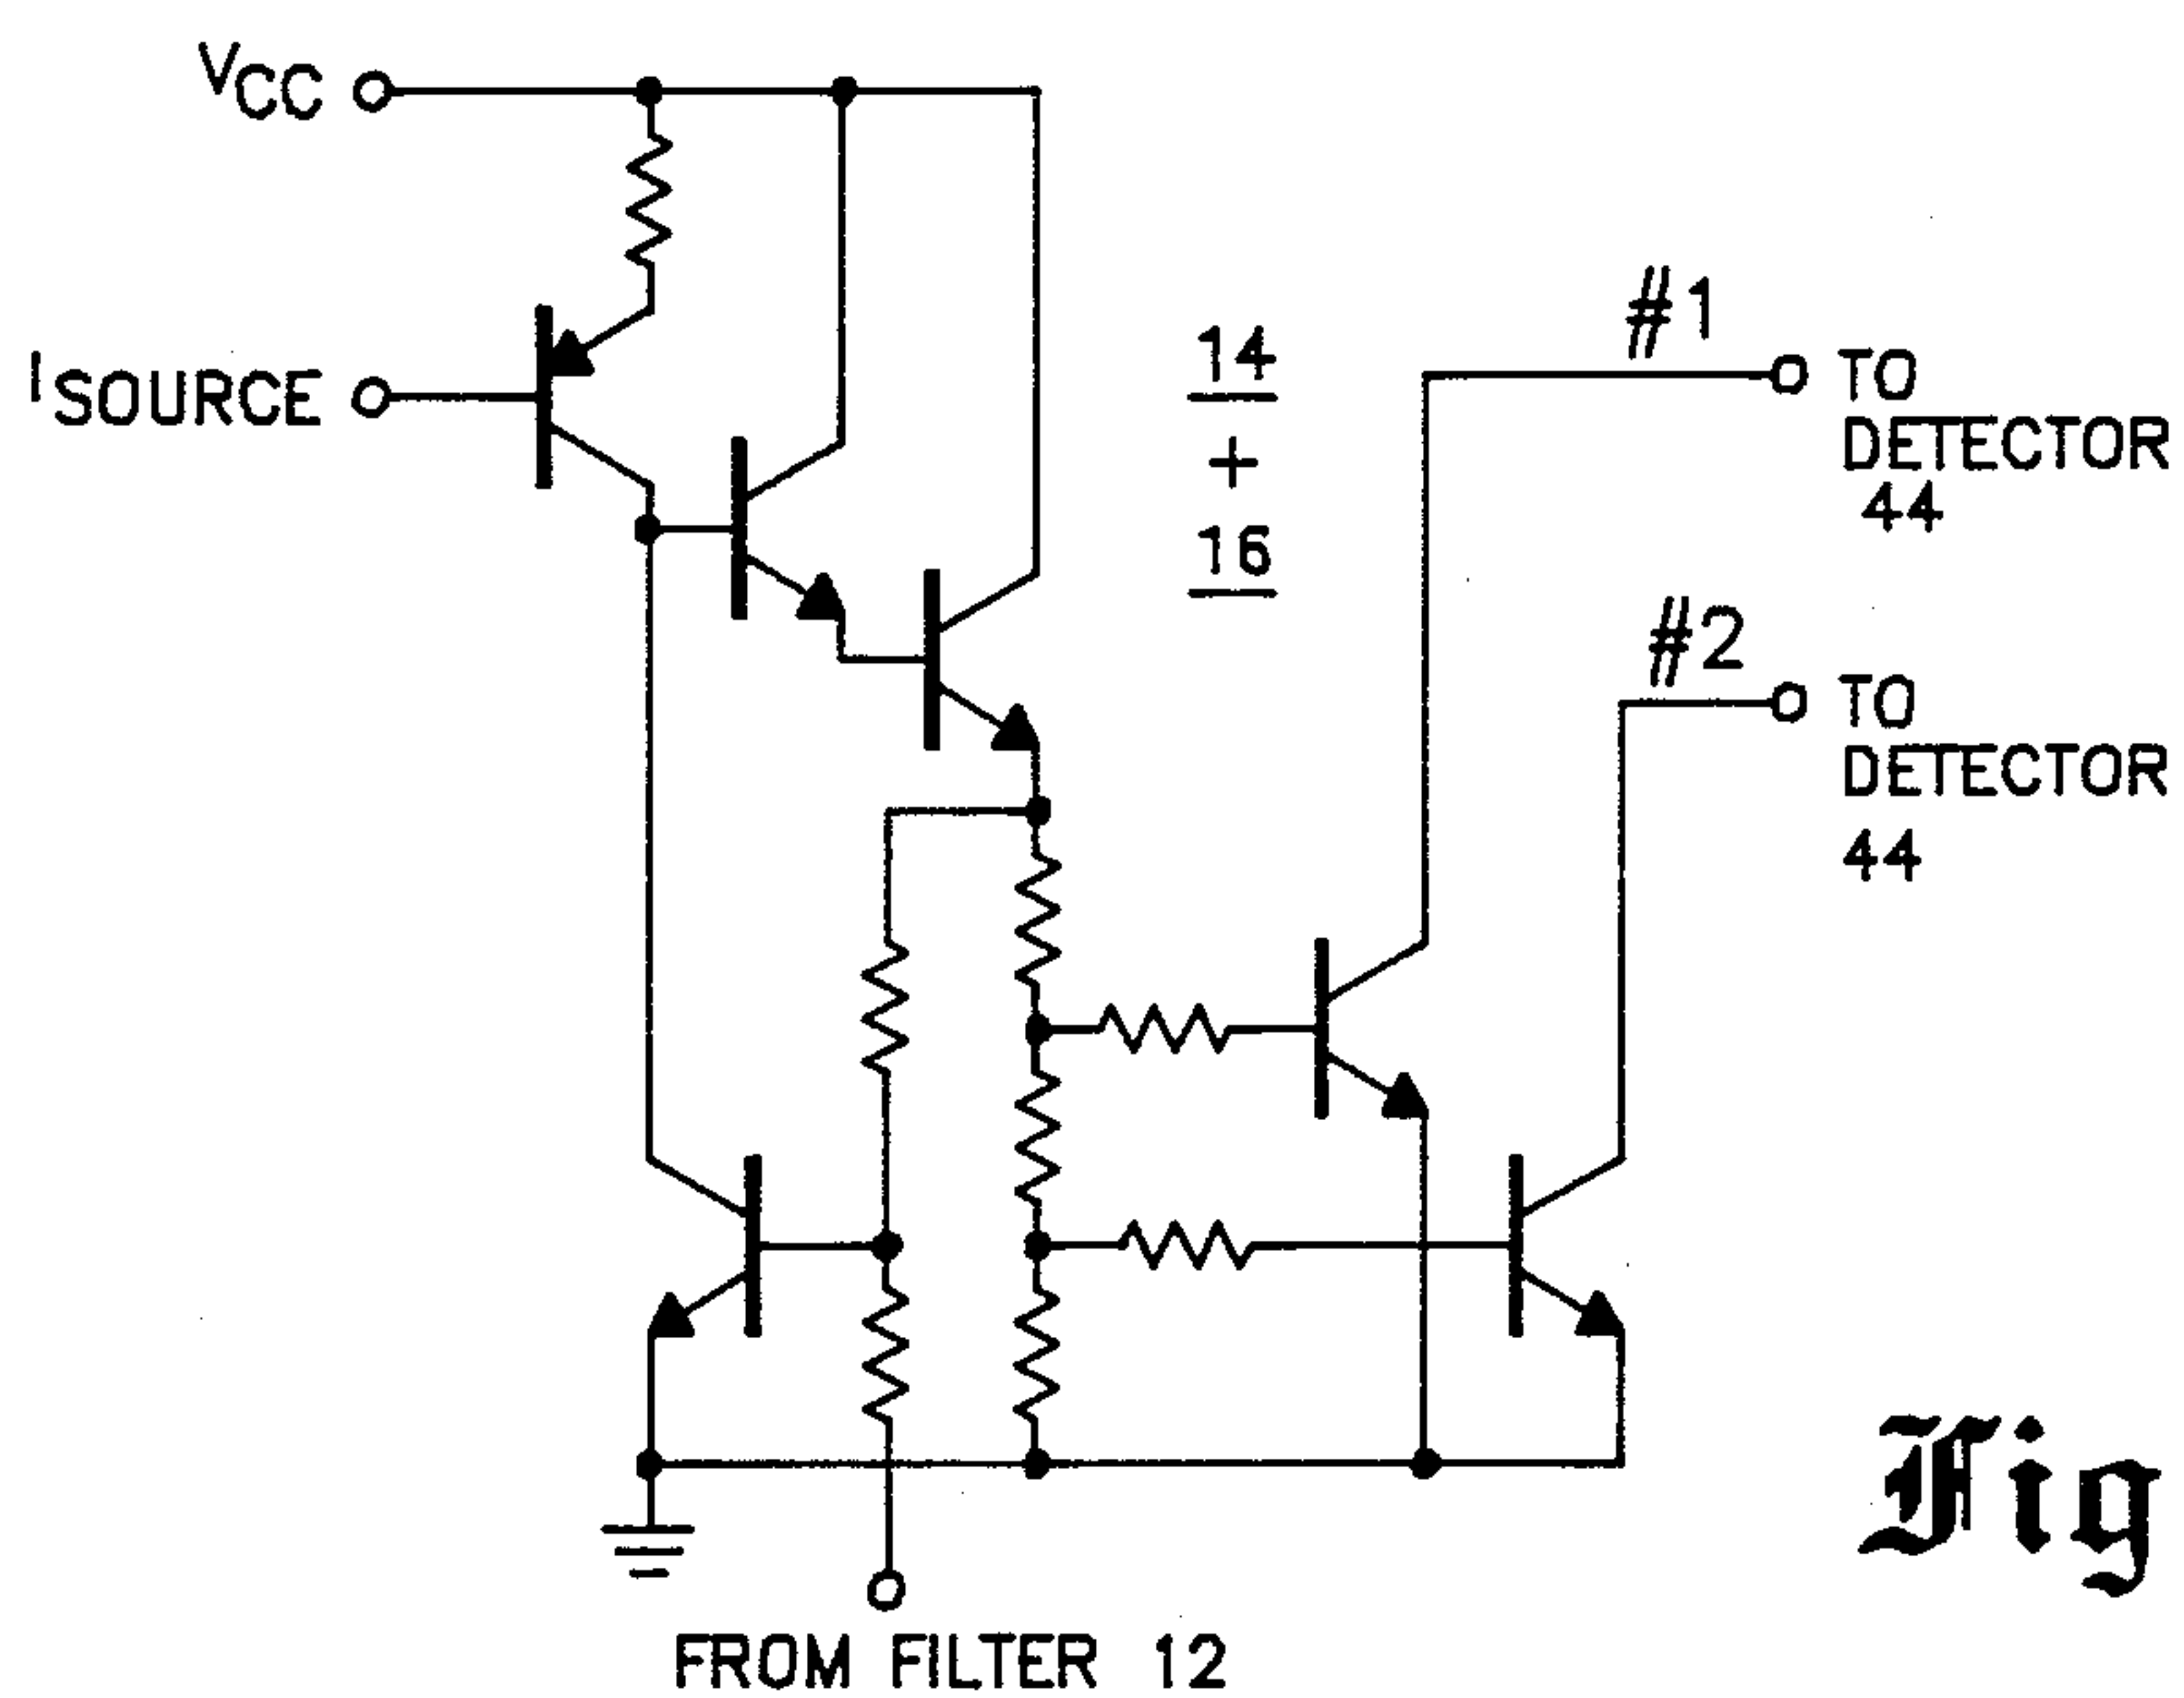 VCC
ISOURCE
14
+
16
#1
TO
DETECTOR
44
#2
TO
DETECTOR
44
FROM FILTER 12
Fig